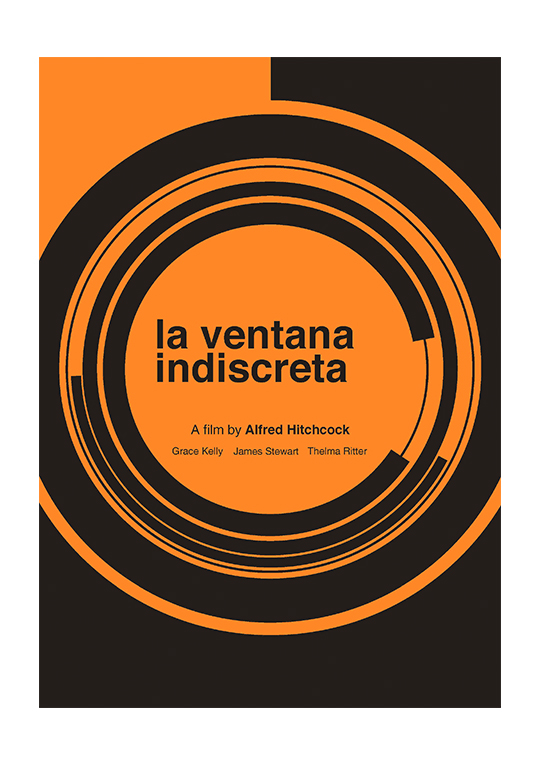 la ventana
indiscreta
A film by Alfred Hitchcock
Grace Kelly James Stewart Thelma Ritter